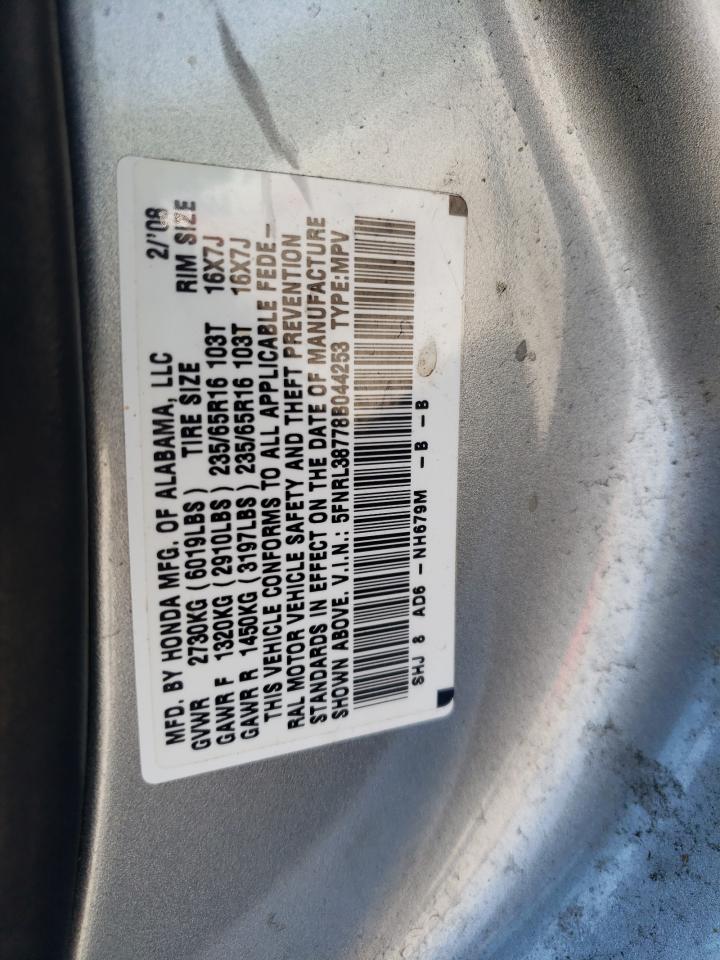 MFD. BY HONDA MFG. OF ALABAMA, LLC 2/'08
GVWR 2730KG (6019LBS) TIRE SIZE RIM SIZE
GAWR F 1320KG (2910LBS) 235/65R16 103T 16X7J
GAWR R 1450KG (3197LBS) 235/65R16 103T 16X7J
THIS VEHICLE CONFORMS TO ALL APPLICABLE FEDE-
RAL MOTOR VEHICLE SAFETY AND THEFT PREVENTION
STANDARDS IN EFFECT ON THE DATE OF MANUFACTURE
SHOWN ABOVE. V.I.N.: 5FNRL38778B044253 TYPE:MPV
SHJ 8 AD6 -NH679M -B -B